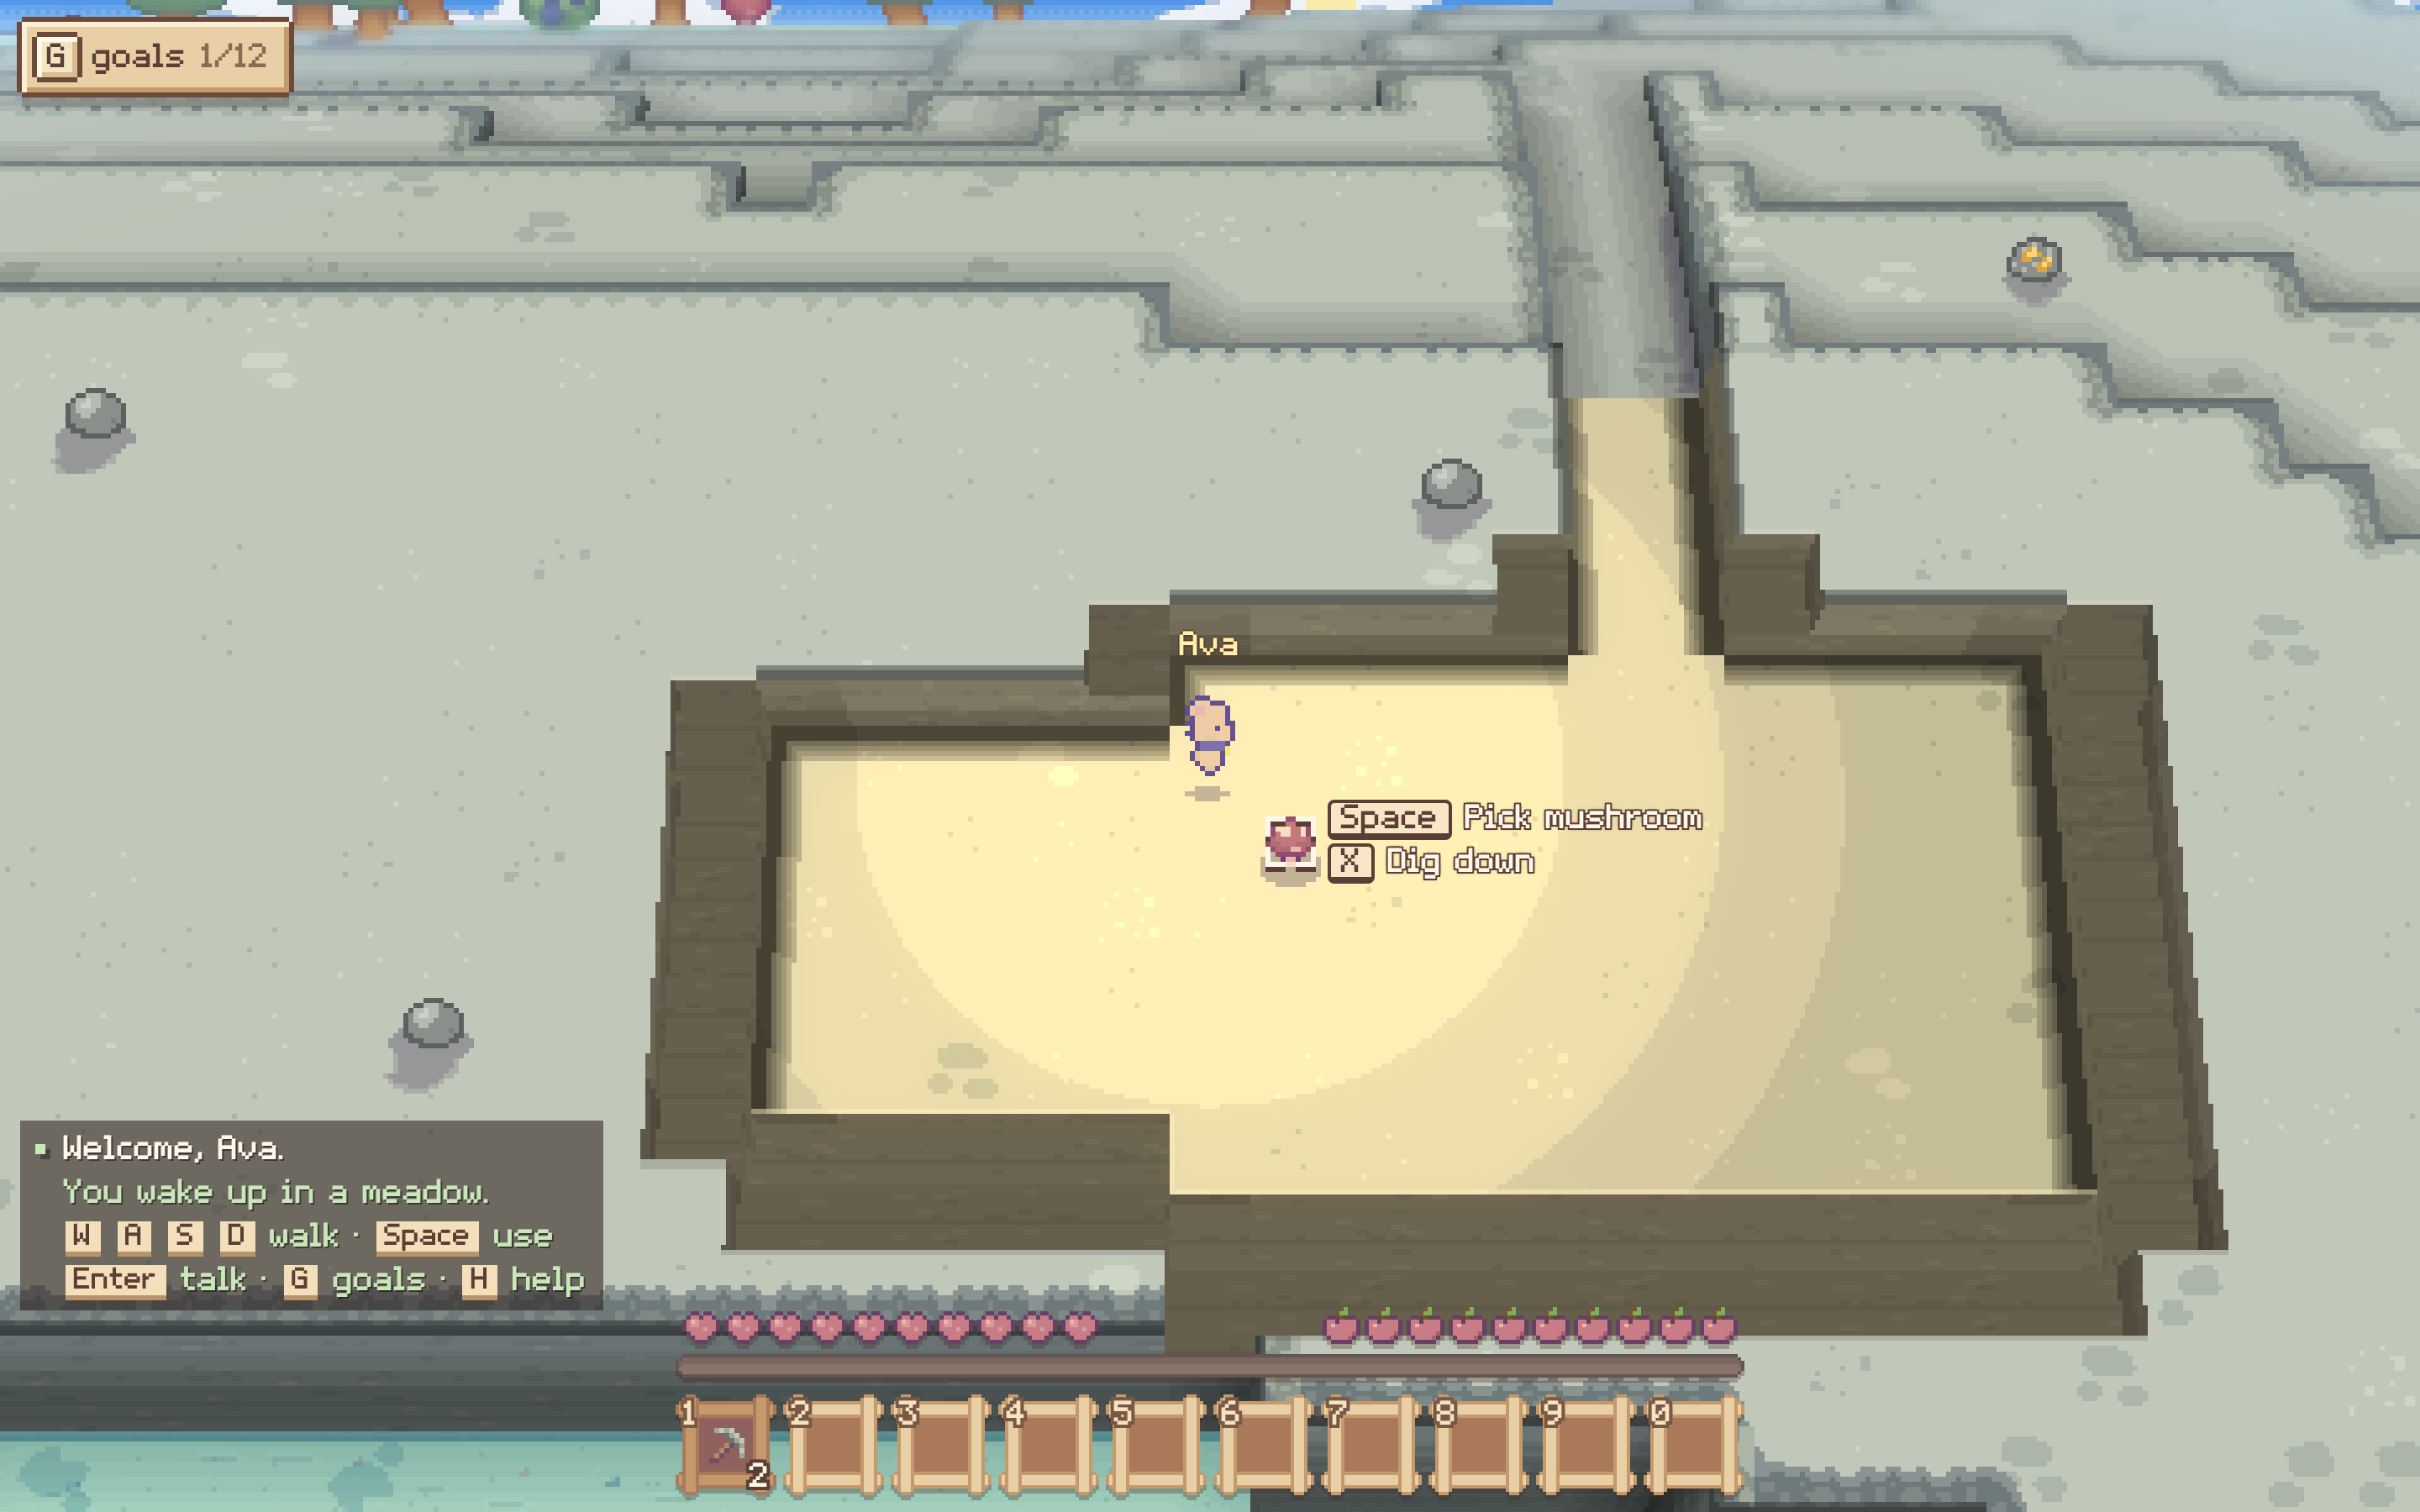 G goals 1/12
Ava
Space Pick mushroom
X Dig down
Welcome, Ava.
You wake up in a meadow.
W A S D walk · Space use
Enter talk · G goals · H help
1 2 3 4 5 6 7 8 9 0
2